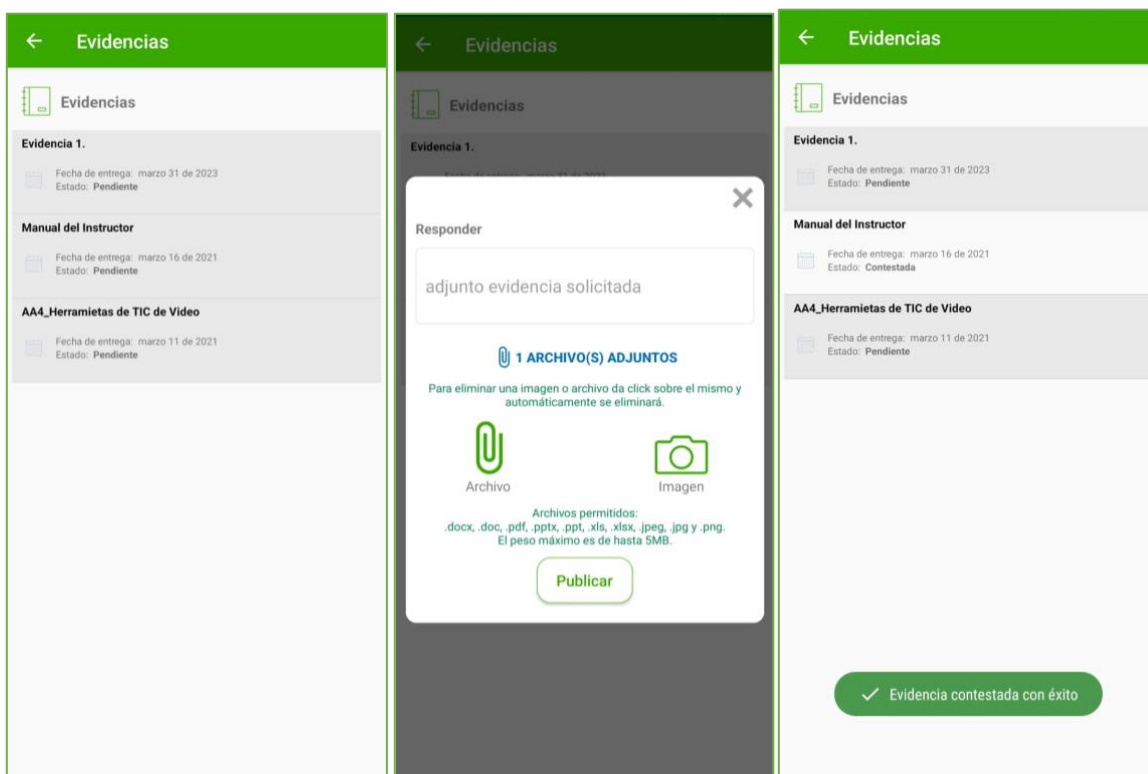 Evidencias
Evidencias
Evidencia 1.
Fecha de entrega: marzo 31 de 2023
Estado: Pendiente
Manual del Instructor
Fecha de entrega: marzo 16 de 2021
Estado: Pendiente
AA4_Herramietas de TIC de Video
Fecha de entrega: marzo 11 de 2021
Estado: Pendiente
Evidencias
Evidencias
Evidencia 1.
Responder
adjunto evidencia solicitada
1 ARCHIVO(S) ADJUNTOS
Para eliminar una imagen o archivo da click sobre el mismo y
automáticamente se eliminará.
Archivo
Imagen
Archivos permitidos:
.docx, .doc, .pdf, .pptx, .ppt, .xls, .xlsx, .jpeg, .jpg y .png.
El peso máximo es de hasta 5MB.
Publicar
Evidencias
Evidencias
Evidencia 1.
Fecha de entrega: marzo 31 de 2023
Estado: Pendiente
Manual del Instructor
Fecha de entrega: marzo 16 de 2021
Estado: Contestada
AA4_Herramietas de TIC de Video
Fecha de entrega: marzo 11 de 2021
Estado: Pendiente
Evidencia contestada con éxito